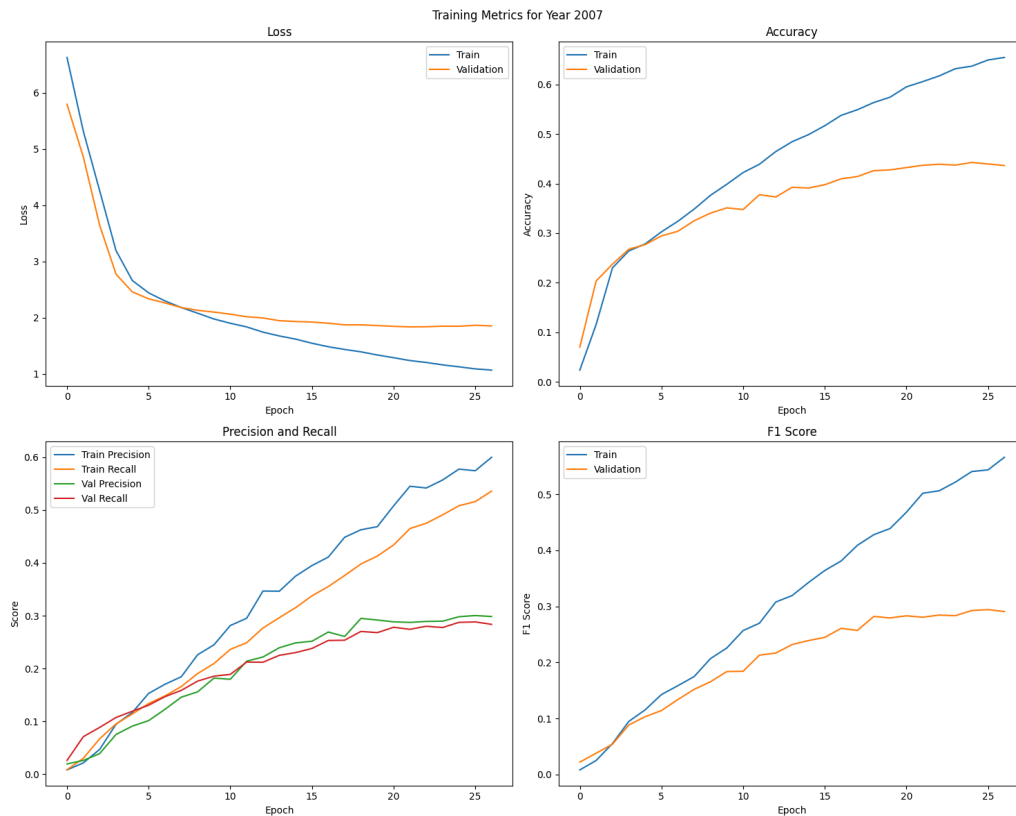 Training Metrics for Year 2007
Loss
Train
Validation
6
5
4
3
2
1
Loss
0
5
10
15
20
25
Epoch
Accuracy
Train
Validation
0.6
0.5
0.4
0.3
0.2
0.1
0.0
Accuracy
0
5
10
15
20
25
Epoch
Precision and Recall
Train Precision
Train Recall
Val Precision
Val Recall
0.6
0.5
0.4
0.3
0.2
0.1
0.0
Score
0
5
10
15
20
25
Epoch
F1 Score
Train
Validation
0.5
0.4
0.3
0.2
0.1
0.0
F1 Score
0
5
10
15
20
25
Epoch